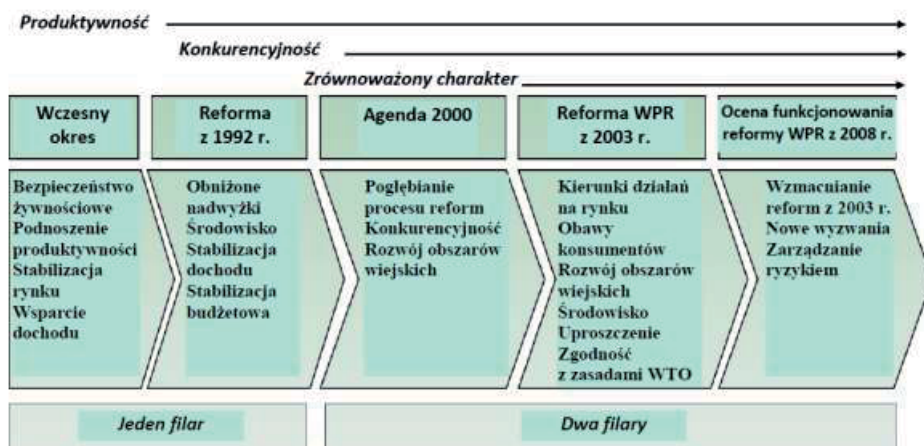 Produktywność
Konkurencyjność
Zrównoważony charakter
Wczesny
okres
Reforma
z 1992 r.
Agenda 2000
Reforma WPR
z 2003 r.
Ocena funkcjonowania
reformy WPR z 2008 r.
Bezpieczeństwo
żywnościowe
Podnoszenie
produktywności
Stabilizacja
rynku
Wsparcie
dochodu
Obniżone
nadwyżki
Środowisko
Stabilizacja
dochodu
Stabilizacja
budżetowa
Pogłębianie
procesu reform
Konkurencyjność
Rozwój obszarów
wiejskich
Kierunki działań
na rynku
Obawy
konsumentów
Rozwój obszarów
wiejskich
Środowisko
Uproszczenie
Zgodność
z zasadami WTO
Wzmacnianie
reform z 2003 r.
Nowe wyzwania
Zarządzanie
ryzykiem
Jeden filar
Dwa filary